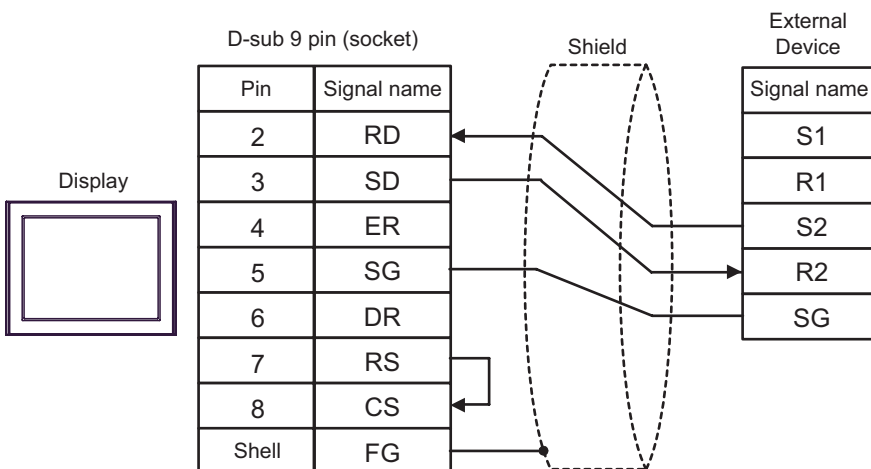 D-sub 9 pin (socket)
Shield
External
Device
Pin Signal name
Signal name
2 RD
S1
3 SD
R1
Display
4 ER
S2
5 SG
R2
6 DR
SG
7 RS
8 CS
Shell FG